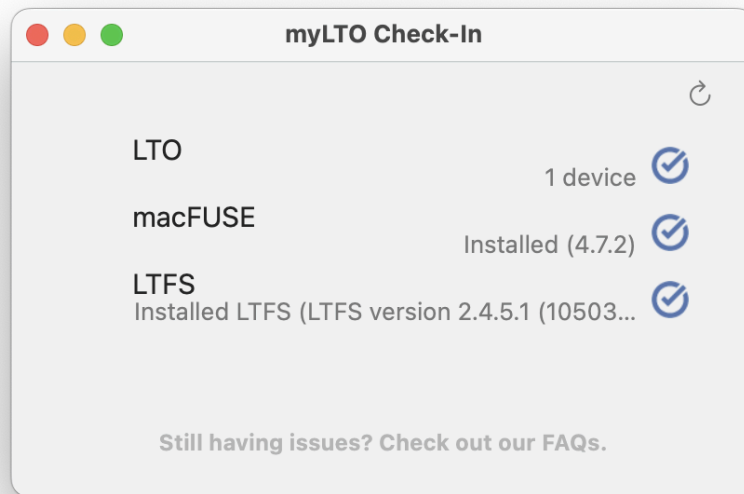 myLTO Check-In
LTO
1 device
macFUSE
Installed (4.7.2)
LTFS
Installed LTFS (LTFS version 2.4.5.1 (10503...
Still having issues? Check out our FAQs.